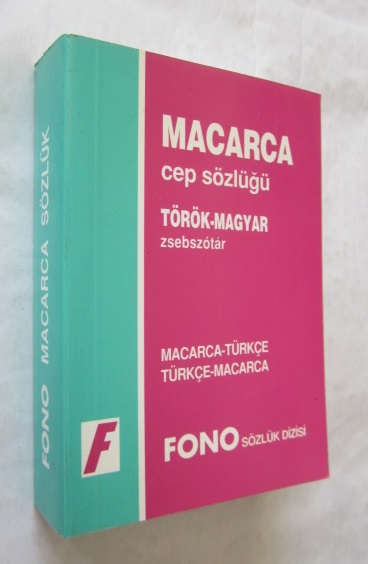 FONO MACARCA SÖZLÜK
MACARCA
cep sözlüğü
TÖRÖK-MAGYAR
zsebszótár
MACARCA-TÜRKÇE
TÜRKÇE-MACARCA
F
FONO SÖZLÜK DİZİSİ